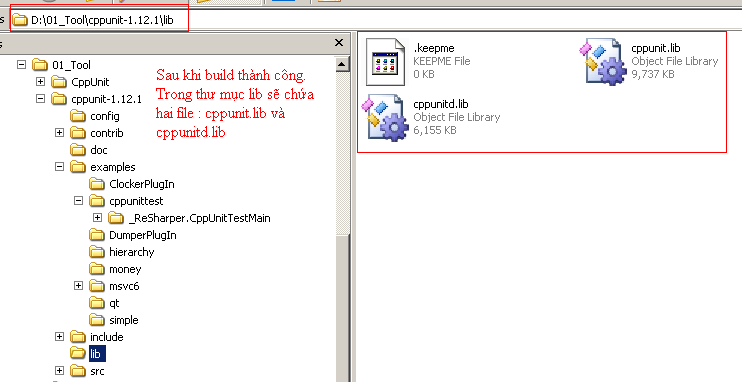 s
D:\01_Tool\cppunit-1.12.1\lib
s
01_Tool
CppUnit
cppunit-1.12.1
config
contrib
doc
examples
ClockerPlugIn
cppunittest
_ReSharper.CppUnitTestMain
DumperPlugIn
hierarchy
money
msvc6
qt
simple
include
lib
src
Sau khi build thành công.
Trong thư mục lib sẽ chứa
hai file : cppunit.lib và
cppunitd.lib
.keepme
KEEPME File
0 KB
cppunit.lib
Object File Library
9,737 KB
cppunitd.lib
Object File Library
6,155 KB